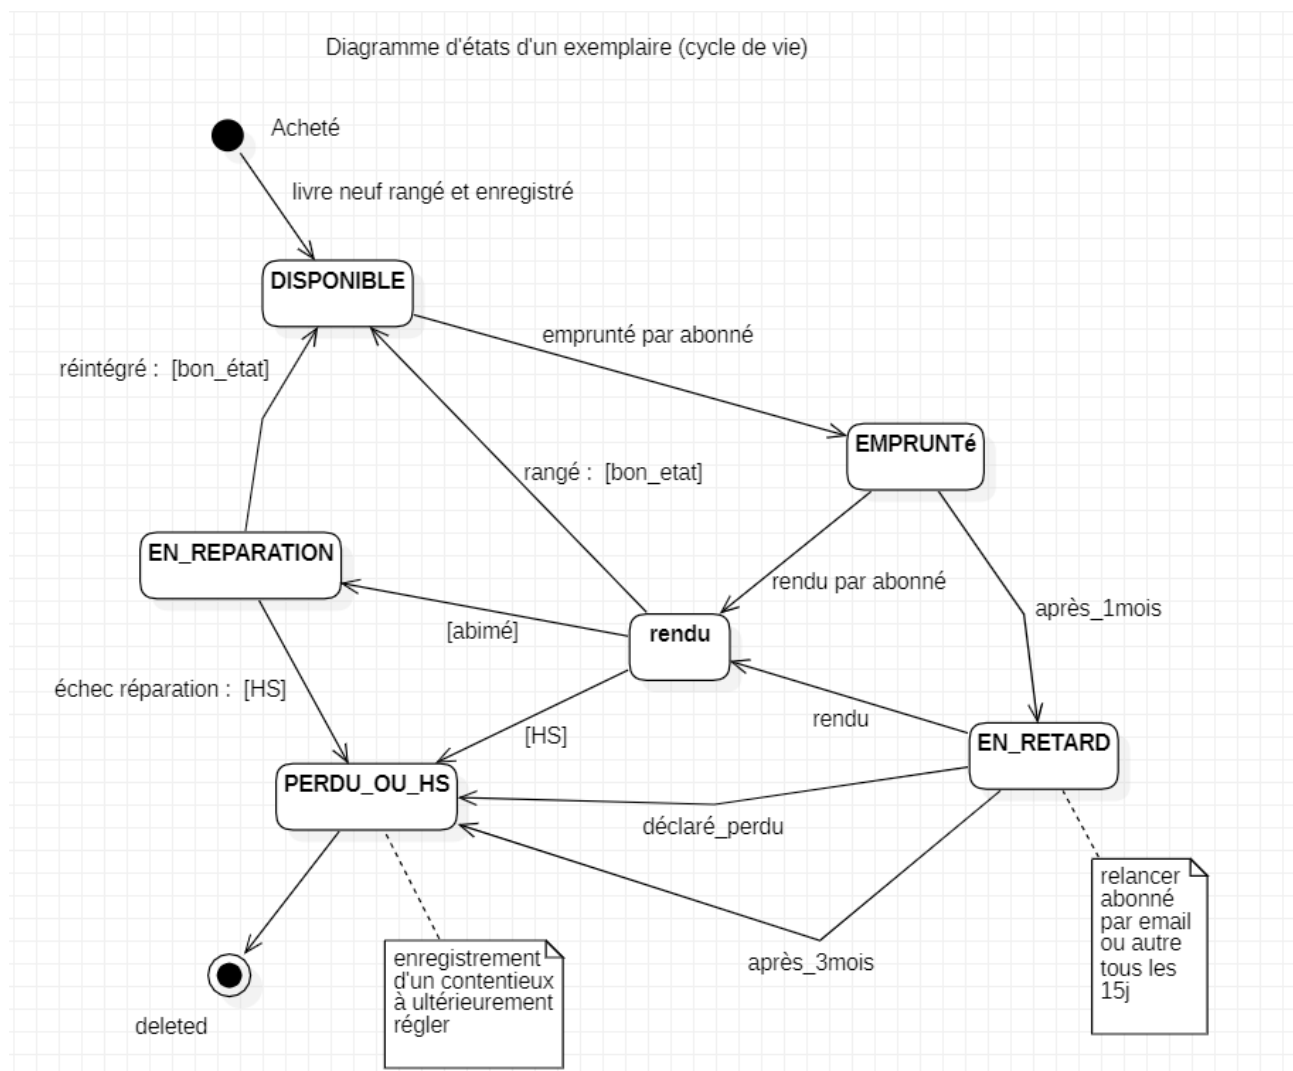 Diagramme d'états d'un exemplaire (cycle de vie)
Acheté
livre neuf rangé et enregistré
DISPONIBLE
emprunté par abonné
réintégré :  [bon_état]
EMPRUNTé
rangé :  [bon_etat]
EN_REPARATION
rendu par abonné
après_1mois
[abimé]
rendu
échec réparation :  [HS]
rendu
[HS]
EN_RETARD
PERDU_OU_HS
déclaré_perdu
relancer
abonné
par email
ou autre
tous les
15j
après_3mois
enregistrement
d'un contentieux
à ultérieurement
régler
deleted